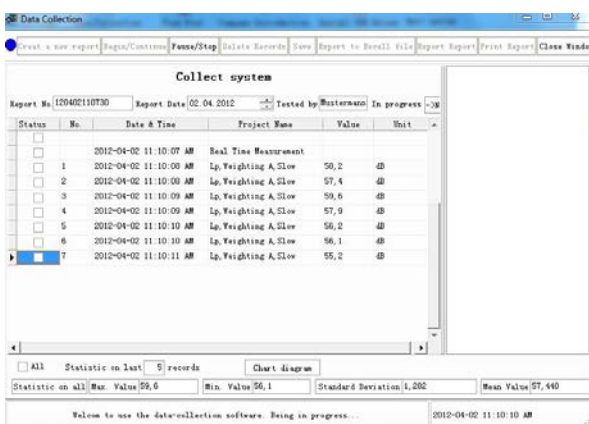 Data Collection
Creat a new report Begin/Continue Pause/Stop Delete Records Save Export to Excell file Export Report Print Report Close Windo
Collect system
Report No. 120402110730 Report Date 02.04.2012 Tested by Mustermann In progress ->N
Status No. Date & Time Project Name Value Unit
2012-04-02 11:10:07 AM Real Time Measurement
1 2012-04-02 11:10:08 AM Lp, Weighting A, Slow 58,2 dB
2 2012-04-02 11:10:08 AM Lp, Weighting A, Slow 57,4 dB
3 2012-04-02 11:10:09 AM Lp, Weighting A, Slow 59,6 dB
4 2012-04-02 11:10:09 AM Lp, Weighting A, Slow 57,9 dB
5 2012-04-02 11:10:10 AM Lp, Weighting A, Slow 56,2 dB
6 2012-04-02 11:10:10 AM Lp, Weighting A, Slow 56,1 dB
7 2012-04-02 11:10:11 AM Lp, Weighting A, Slow 55,2 dB
All Statistic on last 5 records Chart diagram
Statistic on all Max. Value 59,6 Min. Value 56,1 Standard Deviation 1,282 Mean Value 57,440
Welcom to use the data-collection software. Being in progress... 2012-04-02 11:10:10 AM